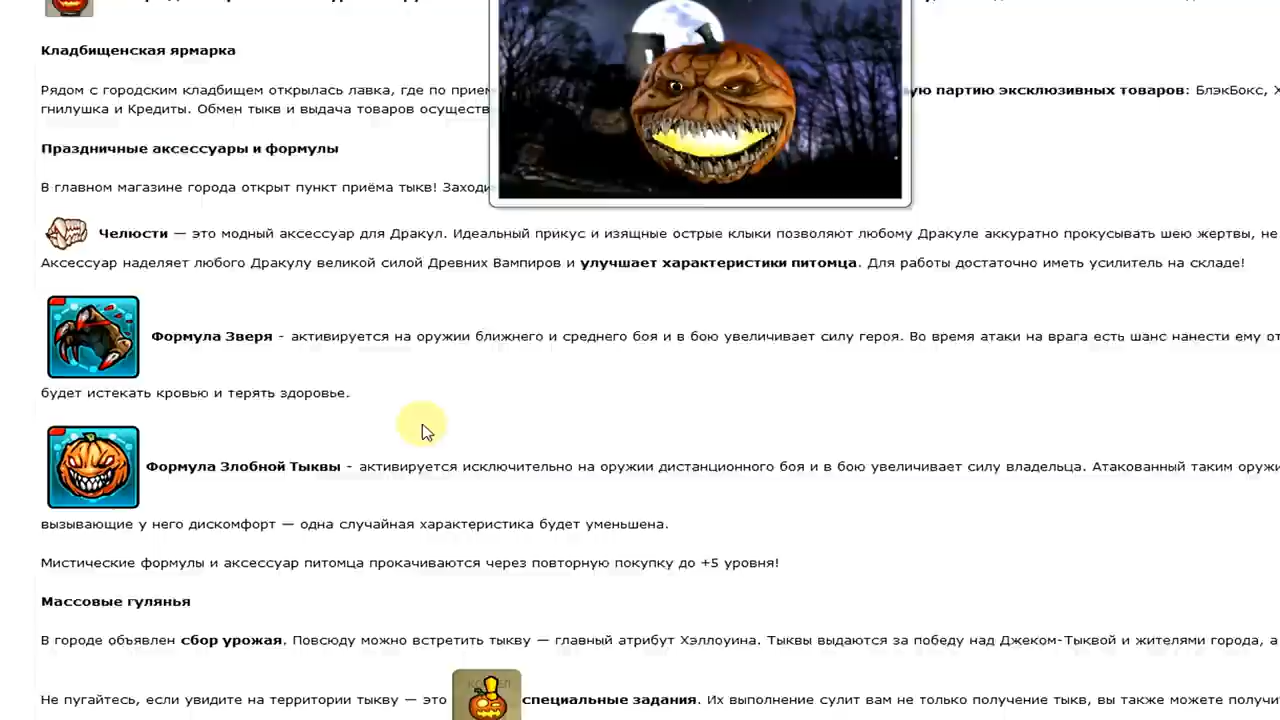 Кладбищенская ярмарка
Рядом с городским кладбищем открылась лавка, где по прием
ую партию эксклюзивных товаров: БлэкБокс, Х
гнилушка и Кредиты. Обмен тыкв и выдача товаров осуществ
Праздничные аксессуары и формулы
В главном магазине города открыт пункт приёма тыкв! Заходи
Челюсти — это модный аксессуар для Дракул. Идеальный прикус и изящные острые клыки позволяют любому Дракуле аккуратно прокусывать шею жертвы, не
Аксессуар наделяет любого Дракулу великой силой Древних Вампиров и улучшает характеристики питомца. Для работы достаточно иметь усилитель на складе!
Формула Зверя - активируется на оружии ближнего и среднего боя и в бою увеличивает силу героя. Во время атаки на врага есть шанс нанести ему от
будет истекать кровью и терять здоровье.
Формула Злобной Тыквы - активируется исключительно на оружии дистанционного боя и в бою увеличивает силу владельца. Атакованный таким оружи
вызывающие у него дискомфорт — одна случайная характеристика будет уменьшена.
Мистические формулы и аксессуар питомца прокачиваются через повторную покупку до +5 уровня!
Массовые гулянья
В городе объявлен сбор урожая. Повсюду можно встретить тыкву — главный атрибут Хэллоуина. Тыквы выдаются за победу над Джеком-Тыквой и жителями города, а
Не пугайтесь, если увидите на территории тыкву — это специальные задания. Их выполнение сулит вам не только получение тыкв, вы также можете получи